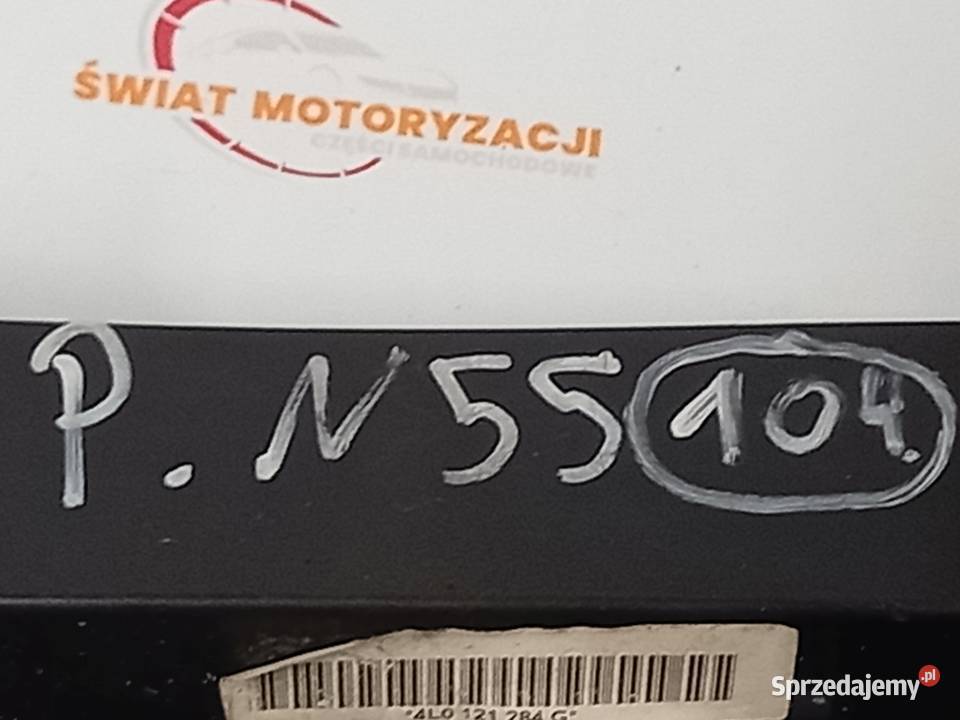 ŚWIAT MOTORYZACJI
CZĘŚCI SAMOCHODOWE
P. N55 104.
*4L0 121 284 G*
Sprzedajemy.pl